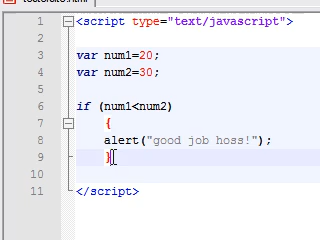 1 <script type="text/javascript">
2
3 var num1=20;
4 var num2=30;
5
6 if (num1<num2)
7 {
8 alert("good job hoss!");
9 }
10
11 </script>